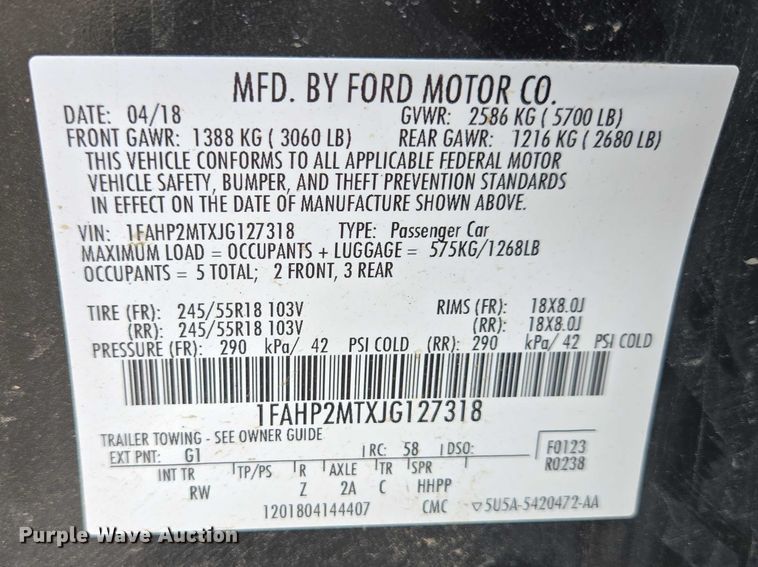 MFD. BY FORD MOTOR CO.
DATE: 04/18 GVWR: 2586 KG ( 5700 LB)
FRONT GAWR: 1388 KG ( 3060 LB) REAR GAWR: 1216 KG ( 2680 LB)
THIS VEHICLE CONFORMS TO ALL APPLICABLE FEDERAL MOTOR
VEHICLE SAFETY, BUMPER, AND THEFT PREVENTION STANDARDS
IN EFFECT ON THE DATE OF MANUFACTURE SHOWN ABOVE.
VIN: 1FAHP2MTXJG127318 TYPE: Passenger Car
MAXIMUM LOAD = OCCUPANTS + LUGGAGE = 575KG/1268LB
OCCUPANTS = 5 TOTAL; 2 FRONT, 3 REAR
TIRE (FR): 245/55R18 103V RIMS (FR): 18X8.0J
(RR): 245/55R18 103V (RR): 18X8.0J
PRESSURE (FR): 290 kPa/ 42 PSI COLD (RR): 290 kPa/ 42 PSI COLD
1FAHP2MTXJG127318
TRAILER TOWING - SEE OWNER GUIDE
EXT PNT: G1 RC: 58 DSO: F0123
R0238
INT TR TP/PS R AXLE TR SPR
RW Z 2A C HHPP
1201804144407 CMC ▽5U5A-5420472-AA
Purple Wave Auction